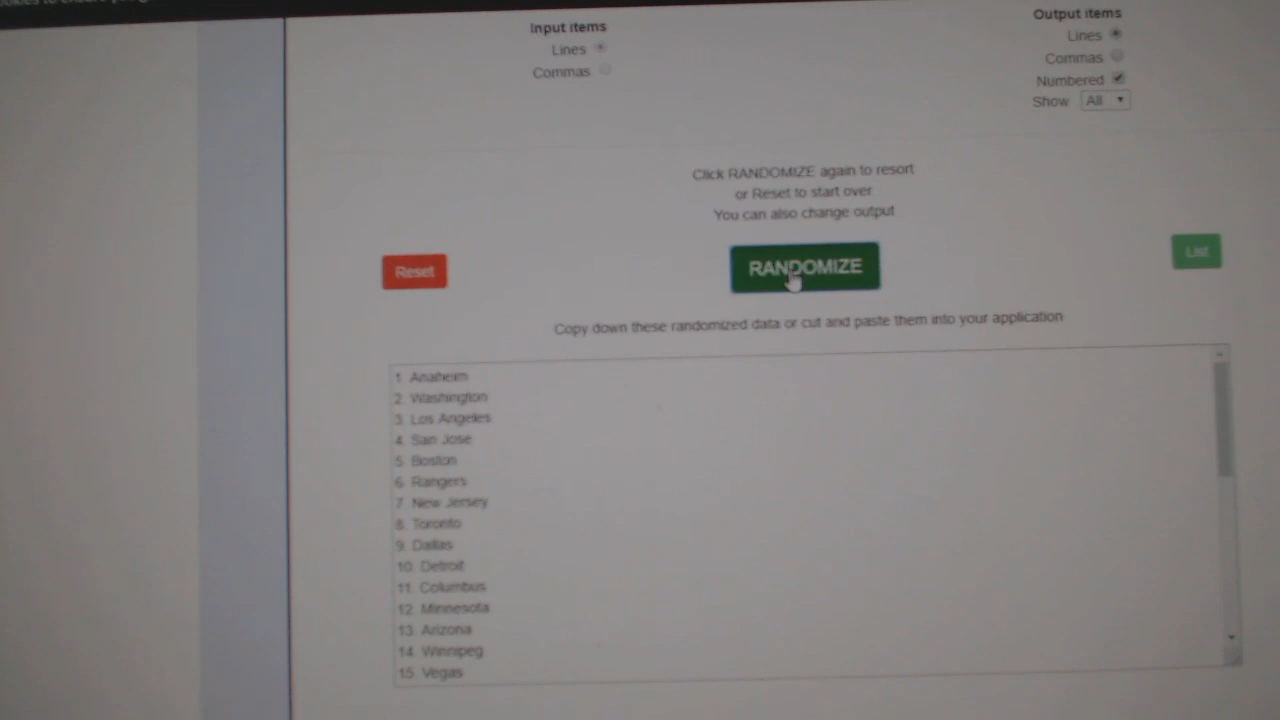 Input items
Lines
Commas
Output items
Lines
Commas
Numbered
Show All
Click RANDOMIZE again to resort
or Reset to start over
You can also change output
Reset
RANDOMIZE
List
Copy down these randomized data or cut and paste them into your application
1. Anaheim
2. Washington
3. Los Angeles
4. San Jose
5. Boston
6. Rangers
7. New Jersey
8. Toronto
9. Dallas
10. Detroit
11. Columbus
12. Minnesota
13. Arizona
14. Winnipeg
15. Vegas